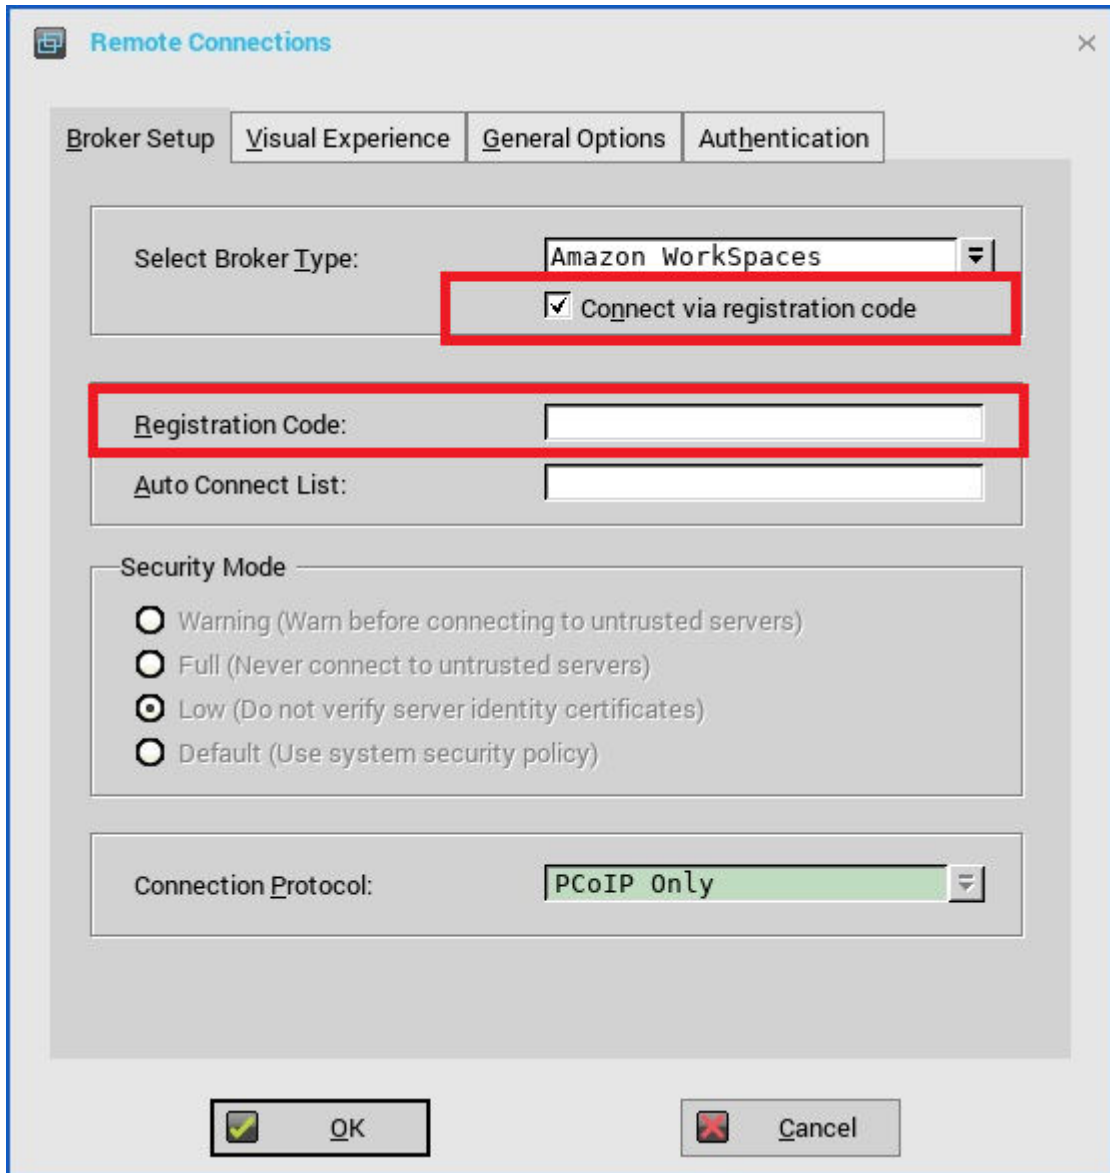 Remote Connections
Broker Setup
Visual Experience
General Options
Authentication
Select Broker Type:
Amazon WorkSpaces
Connect via registration code
Registration Code:
Auto Connect List:
Security Mode
Warning (Warn before connecting to untrusted servers)
Full (Never connect to untrusted servers)
Low (Do not verify server identity certificates)
Default (Use system security policy)
Connection Protocol:
PCoIP Only
OK
Cancel